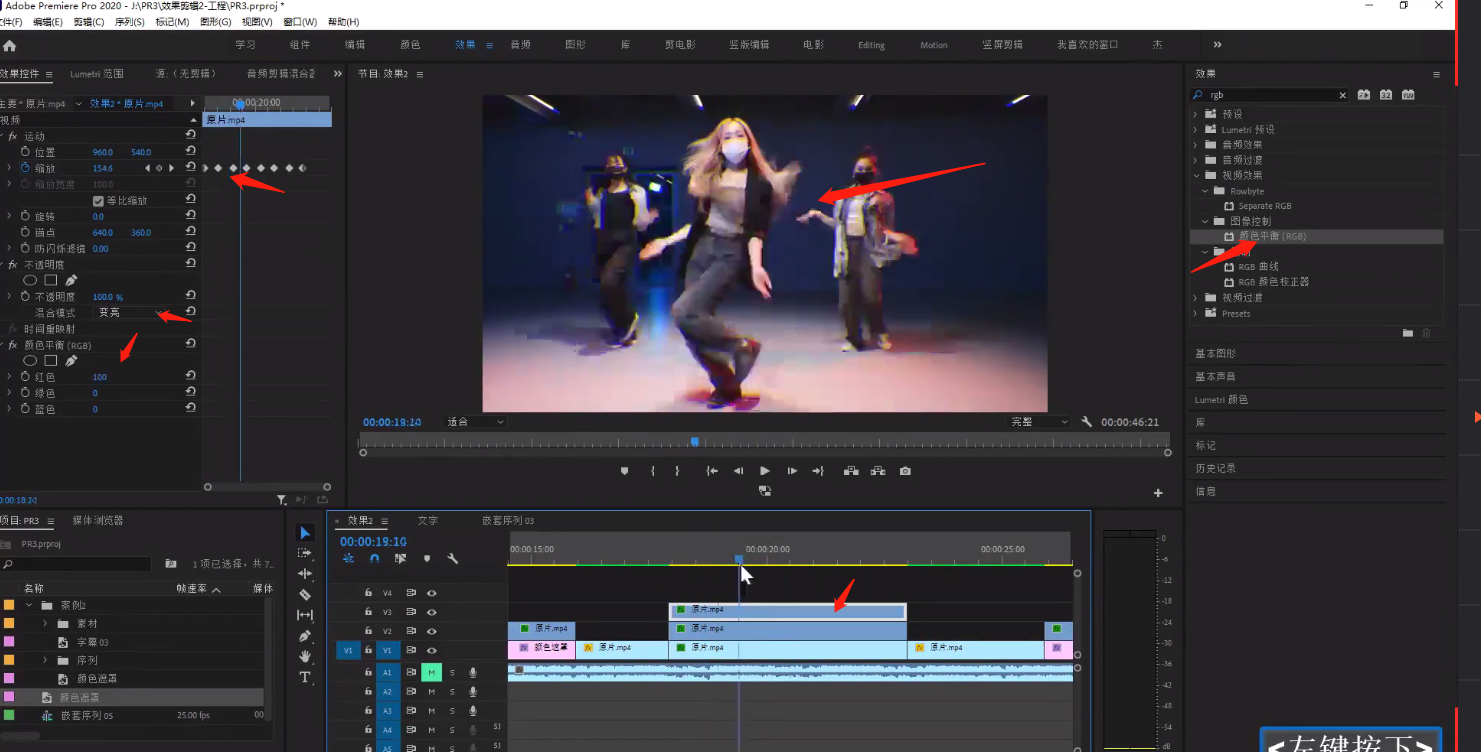 Adobe Premiere Pro 2020 - J:\PR3\效果剪辑2-工程\PR3.prproj *
文件(F) 编辑(E) 剪辑(C) 序列(S) 标记(M) 图形(G) 视图(V) 窗口(W) 帮助(H)
学习 组件 编辑 颜色 效果 音频 图形 库 剪电影 竖版编辑 电影 Editing Motion 竖屏剪辑 我喜欢的窗口 杰
效果控件 Lumetri 范围 源:（无剪辑） 音频剪辑混合器
主要 * 原片.mp4 效果2 * 原片.mp4 00:00:20:00
视频 原片.mp4
fx 运动
位置 960.0 540.0
缩放 154.6
缩放宽度 100.0
等比缩放
旋转 0.0
锚点 640.0 360.0
防闪烁滤镜 0.00
fx 不透明度
不透明度 100.0 %
混合模式 变亮
fx 时间重映射
fx 颜色平衡 (RGB)
红色 100
绿色 0
蓝色 0
节目: 效果2
00:00:19:10 适合 完整 00:00:46:21
效果
rgb
预设
Lumetri 预设
音频效果
音频过渡
视频效果
Rowbyte
Separate RGB
图像控制
颜色平衡 (RGB)
RGB 曲线
RGB 颜色校正器
视频过渡
Presets
基本图形
基本声音
Lumetri 颜色
库
标记
历史记录
信息
项目: PR3 媒体浏览器
PR3.prproj
1 项已选择，共 7...
名称 帧速率 媒体
案例2
素材
字幕 03
序列
颜色遮罩
颜色遮罩
嵌套序列 05 25.00 fps 00
效果2 文字 嵌套序列 03
00:00:19:10
00:00:15:00 00:00:20:00 00:00:25:00
V4
V3 原片.mp4
V2 原片.mp4 原片.mp4
V1 V1 颜色遮罩 原片.mp4 原片.mp4 原片.mp4
A1 M S
A2 M S
A3 M S
A4 M S
A5 M S
0
-6
-12
-18
-24
-30
-36
-42
-48
-54
dB
<左键按下>